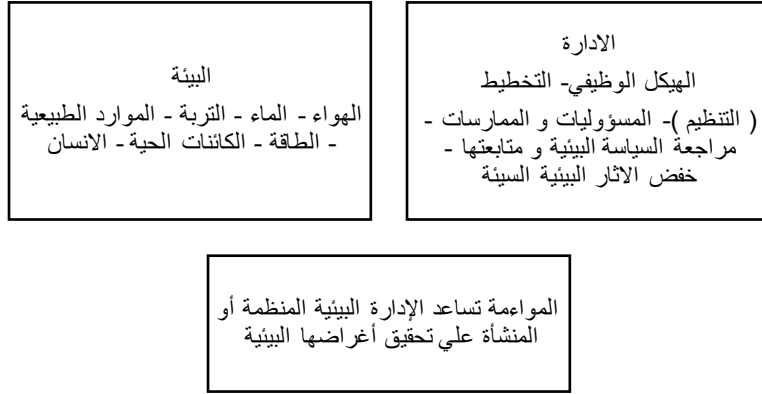 الادارة
الهيكل الوظيفي- التخطيط
( التنظيم )- المسؤوليات و الممارسات -
مراجعة السياسة البيئية و متابعتها -
خفض الاثار البيئية السيئة
البيئة
الهواء - الماء - التربة - الموارد الطبيعية
- الطاقة - الكائنات الحية - الانسان
المواءمة تساعد الإدارة البيئية المنظمة أو
المنشأة علي تحقيق أغراضها البيئية